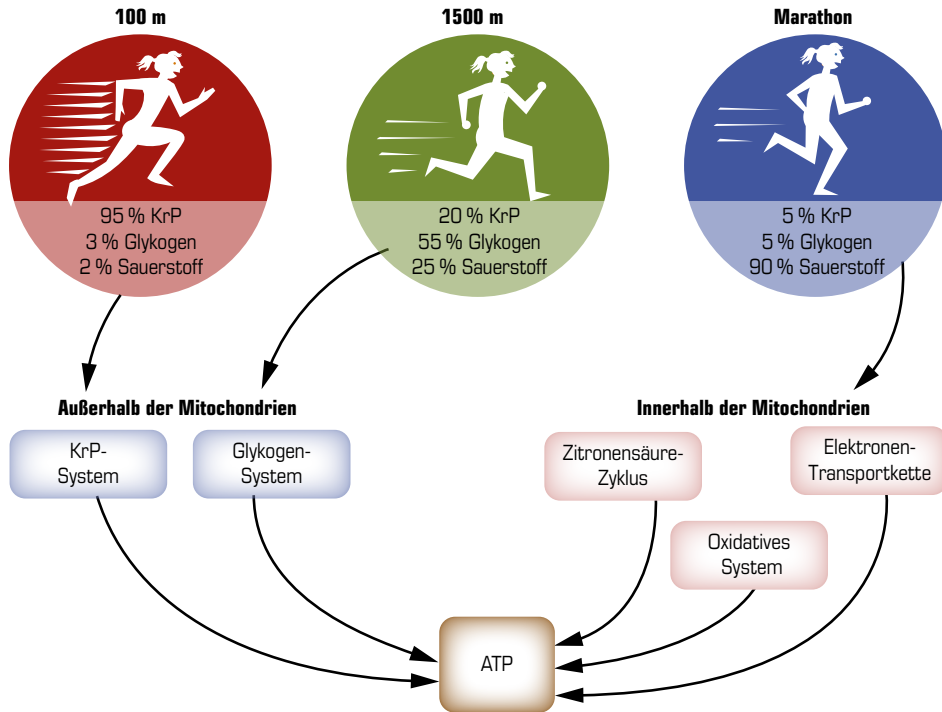 100 m
95 % KrP
3 % Glykogen
2 % Sauerstoff
1500 m
20 % KrP
55 % Glykogen
25 % Sauerstoff
Marathon
5 % KrP
5 % Glykogen
90 % Sauerstoff
Außerhalb der Mitochondrien
KrP-
System
Glykogen-
System
Innerhalb der Mitochondrien
Zitronensäure-
Zyklus
Elektronen-
Transportkette
Oxidatives
System
ATP